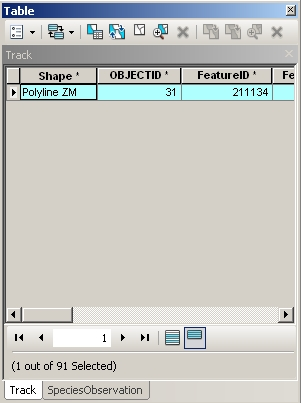 Table
Track
Shape * OBJECTID * FeatureID * Fe
Polyline ZM 31 211134
1
(1 out of 91 Selected)
Track SpeciesObservation